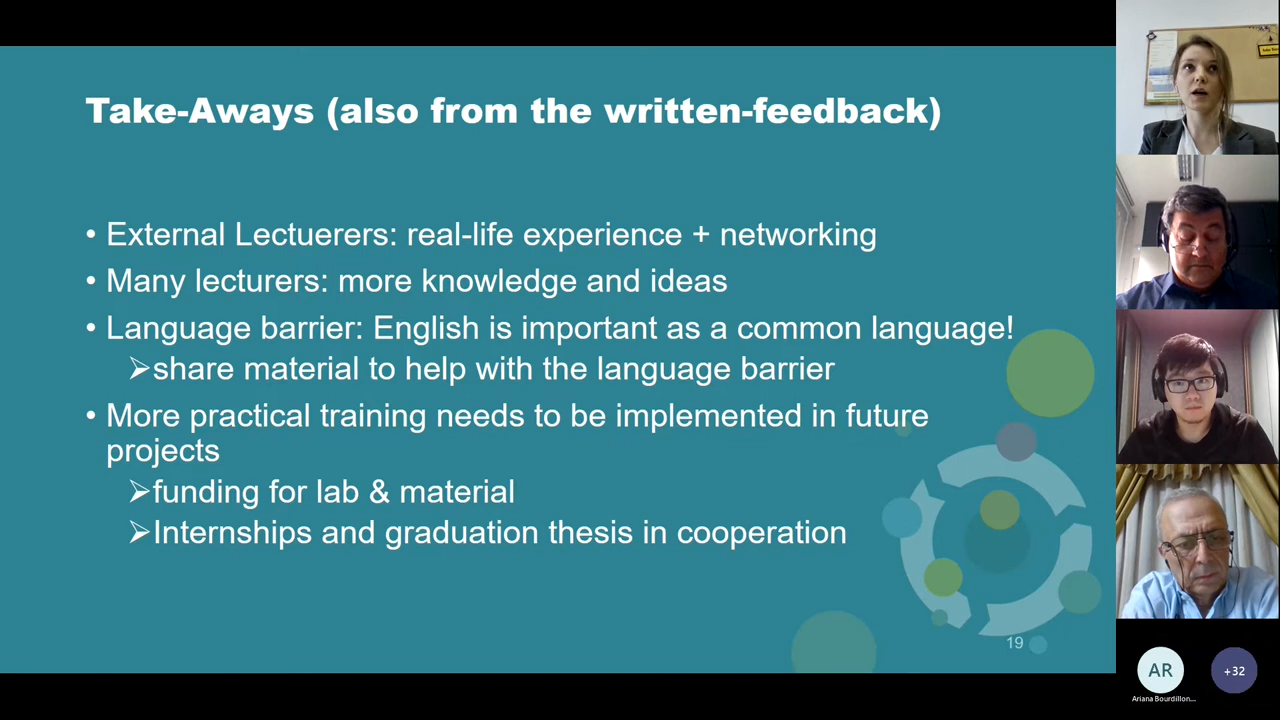 Take-Aways (also from the written-feedback)
• External Lectuerers: real-life experience + networking
• Many lecturers: more knowledge and ideas
• Language barrier: English is important as a common language!
➢share material to help with the language barrier
• More practical training needs to be implemented in future
projects
➢funding for lab & material
➢Internships and graduation thesis in cooperation
19
AR
+32
Ariana Bourdillon...